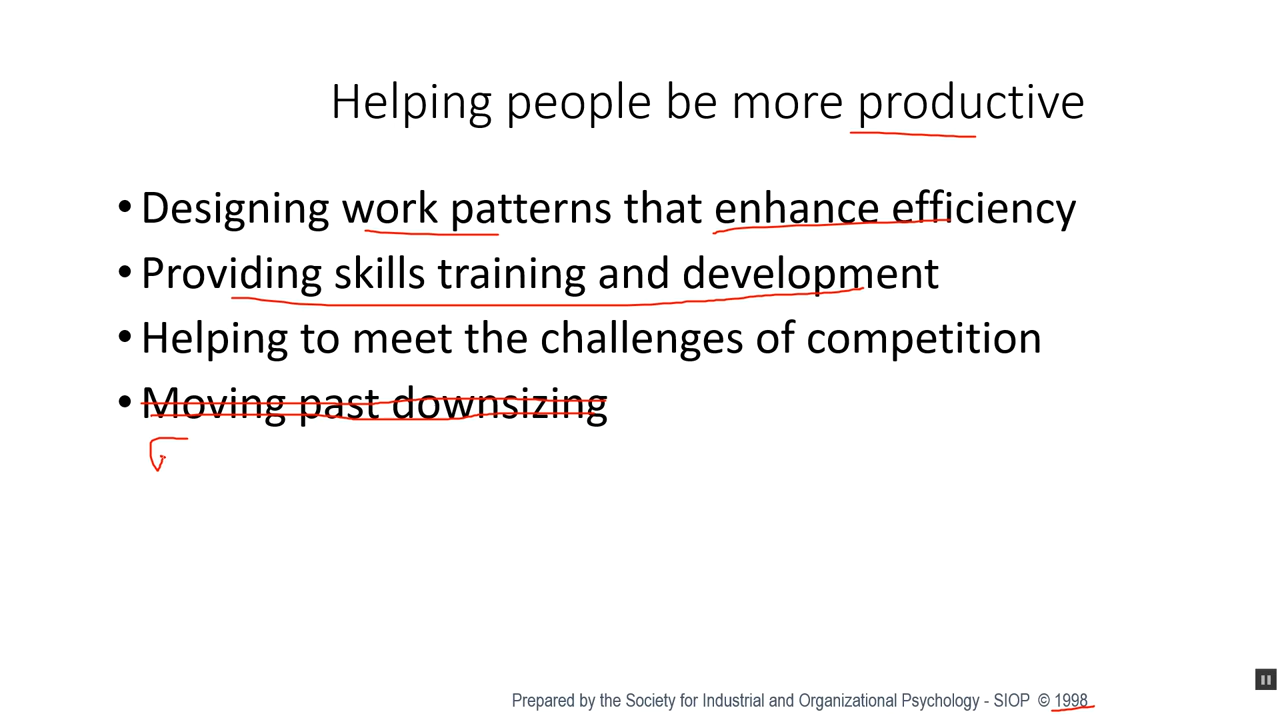 Helping people be more productive
•Designing work patterns that enhance efficiency
•Providing skills training and development
•Helping to meet the challenges of competition
•Moving past downsizing
Prepared by the Society for Industrial and Organizational Psychology - SIOP © 1998